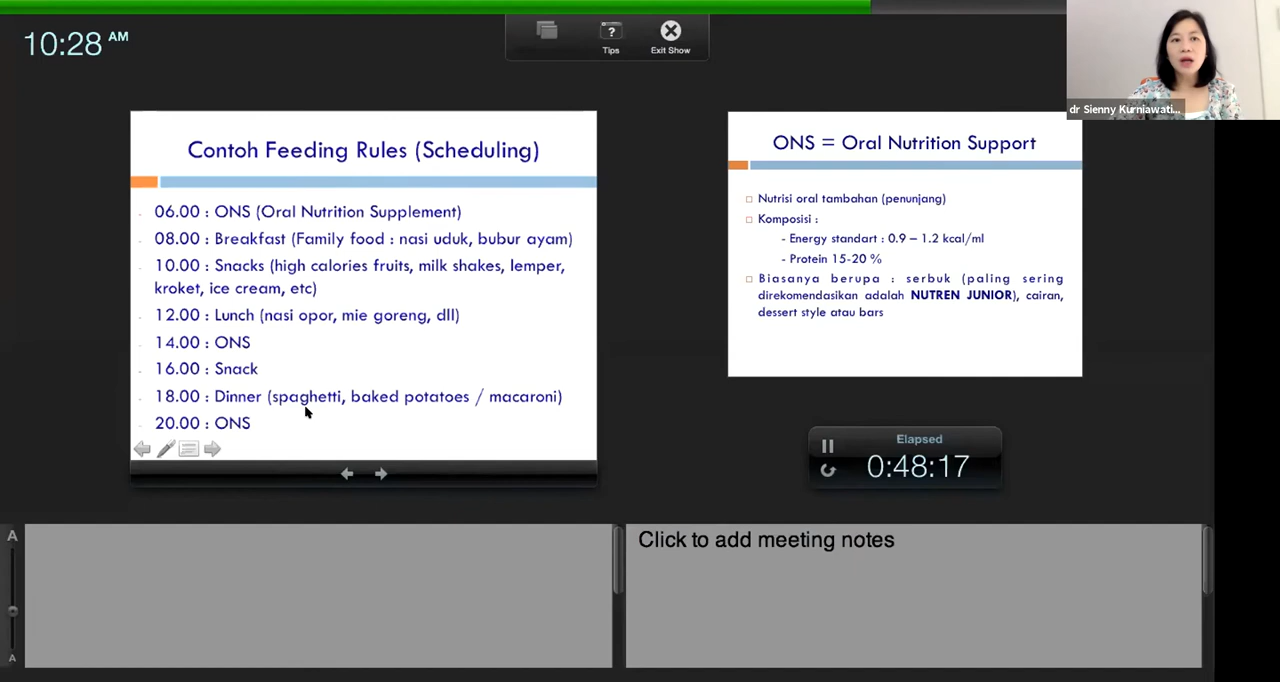 10:28 AM
Tips
Exit Show
dr Sienny Kurniawati...
Contoh Feeding Rules (Scheduling)
06.00 : ONS (Oral Nutrition Supplement)
08.00 : Breakfast (Family food : nasi uduk, bubur ayam)
10.00 : Snacks (high calories fruits, milk shakes, lemper,
kroket, ice cream, etc)
12.00 : Lunch (nasi opor, mie goreng, dll)
14.00 : ONS
16.00 : Snack
18.00 : Dinner (spaghetti, baked potatoes / macaroni)
20.00 : ONS
ONS = Oral Nutrition Support
Nutrisi oral tambahan (penunjang)
Komposisi :
- Energy standart : 0.9 – 1.2 kcal/ml
- Protein 15-20 %
Biasanya berupa : serbuk (paling sering
direkomendasikan adalah NUTREN JUNIOR), cairan,
dessert style atau bars
Elapsed
0:48:17
A
A
Click to add meeting notes